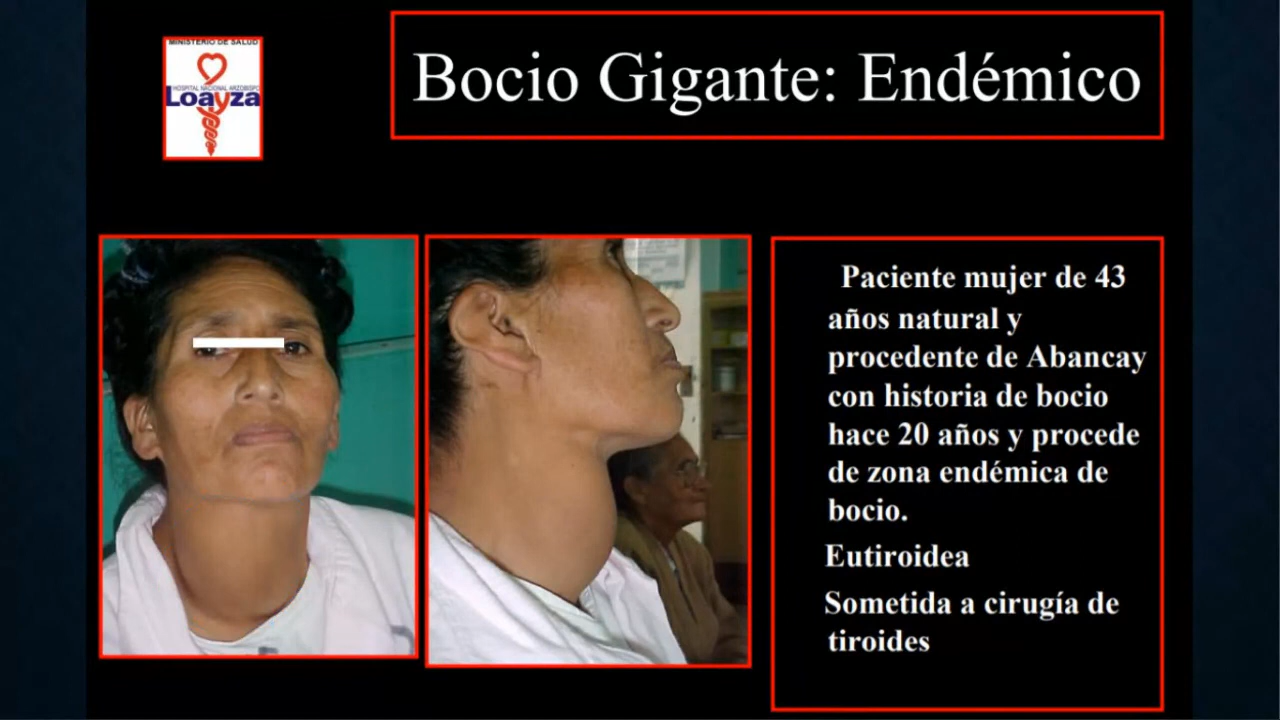 MINISTERIO DE SALUD
HOSPITAL NACIONAL ARZOBISPO
Loayza
Bocio Gigante: Endémico
Paciente mujer de 43
años natural y
procedente de Abancay
con historia de bocio
hace 20 años y procede
de zona endémica de
bocio.
Eutiroidea
Sometida a cirugía de
tiroides